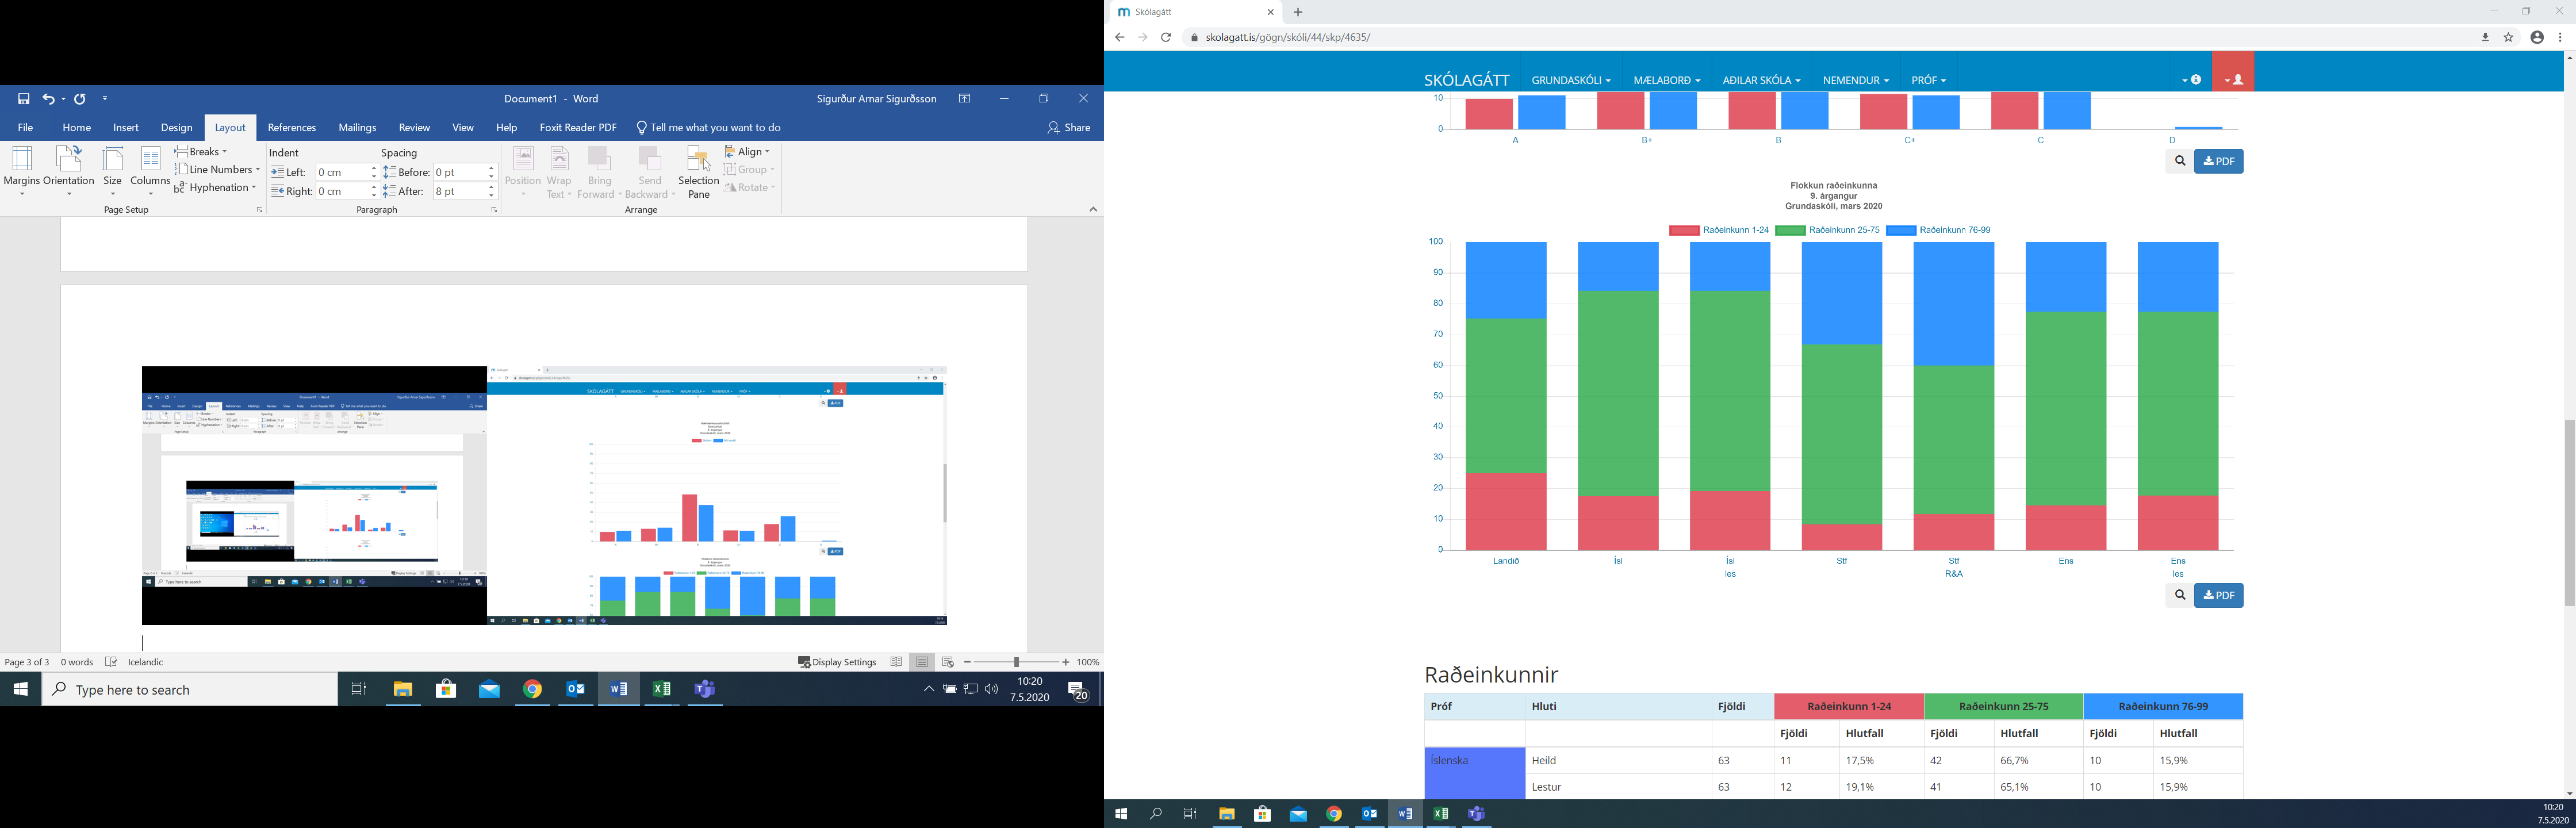 Document1 - Word
Sigurður Arnar Sigurðsson
File Home Insert Design Layout References Mailings Review View Help Foxit Reader PDF Tell me what you want to do Share
Margins Orientation Size Columns
Breaks
Line Numbers
Hyphenation
Page Setup
Indent Spacing
Left: 0 cm Before: 0 pt
Right: 0 cm After: 8 pt
Paragraph
Position Wrap Text Bring Forward Send Backward Selection Pane
Align
Group
Rotate
Arrange
Page 3 of 3 0 words Icelandic Display Settings 100%
Type here to search
10:20
7.5.2020
20
Skólagátt
skolagatt.is/gögn/skóli/44/skp/4635/
SKÓLAGÁTT GRUNDASKÓLI MÆLABORÐ AÐILAR SKÓLA NEMENDUR PRÓF
10
0
A B+ B C+ C D
PDF
Flokkun raðeinkunna
9. árgangur
Grundaskóli, mars 2020
Raðeinkunn 1-24 Raðeinkunn 25-75 Raðeinkunn 76-99
100
90
80
70
60
50
40
30
20
10
0
Landið Ísl Ísl les Stf Stf R&A Ens Ens les
PDF
Raðeinkunnir
Próf Hluti Fjöldi Raðeinkunn 1-24 Raðeinkunn 25-75 Raðeinkunn 76-99
Fjöldi Hlutfall Fjöldi Hlutfall Fjöldi Hlutfall
Íslenska Heild 63 11 17,5% 42 66,7% 10 15,9%
Lestur 63 12 19,1% 41 65,1% 10 15,9%
10:20
7.5.2020